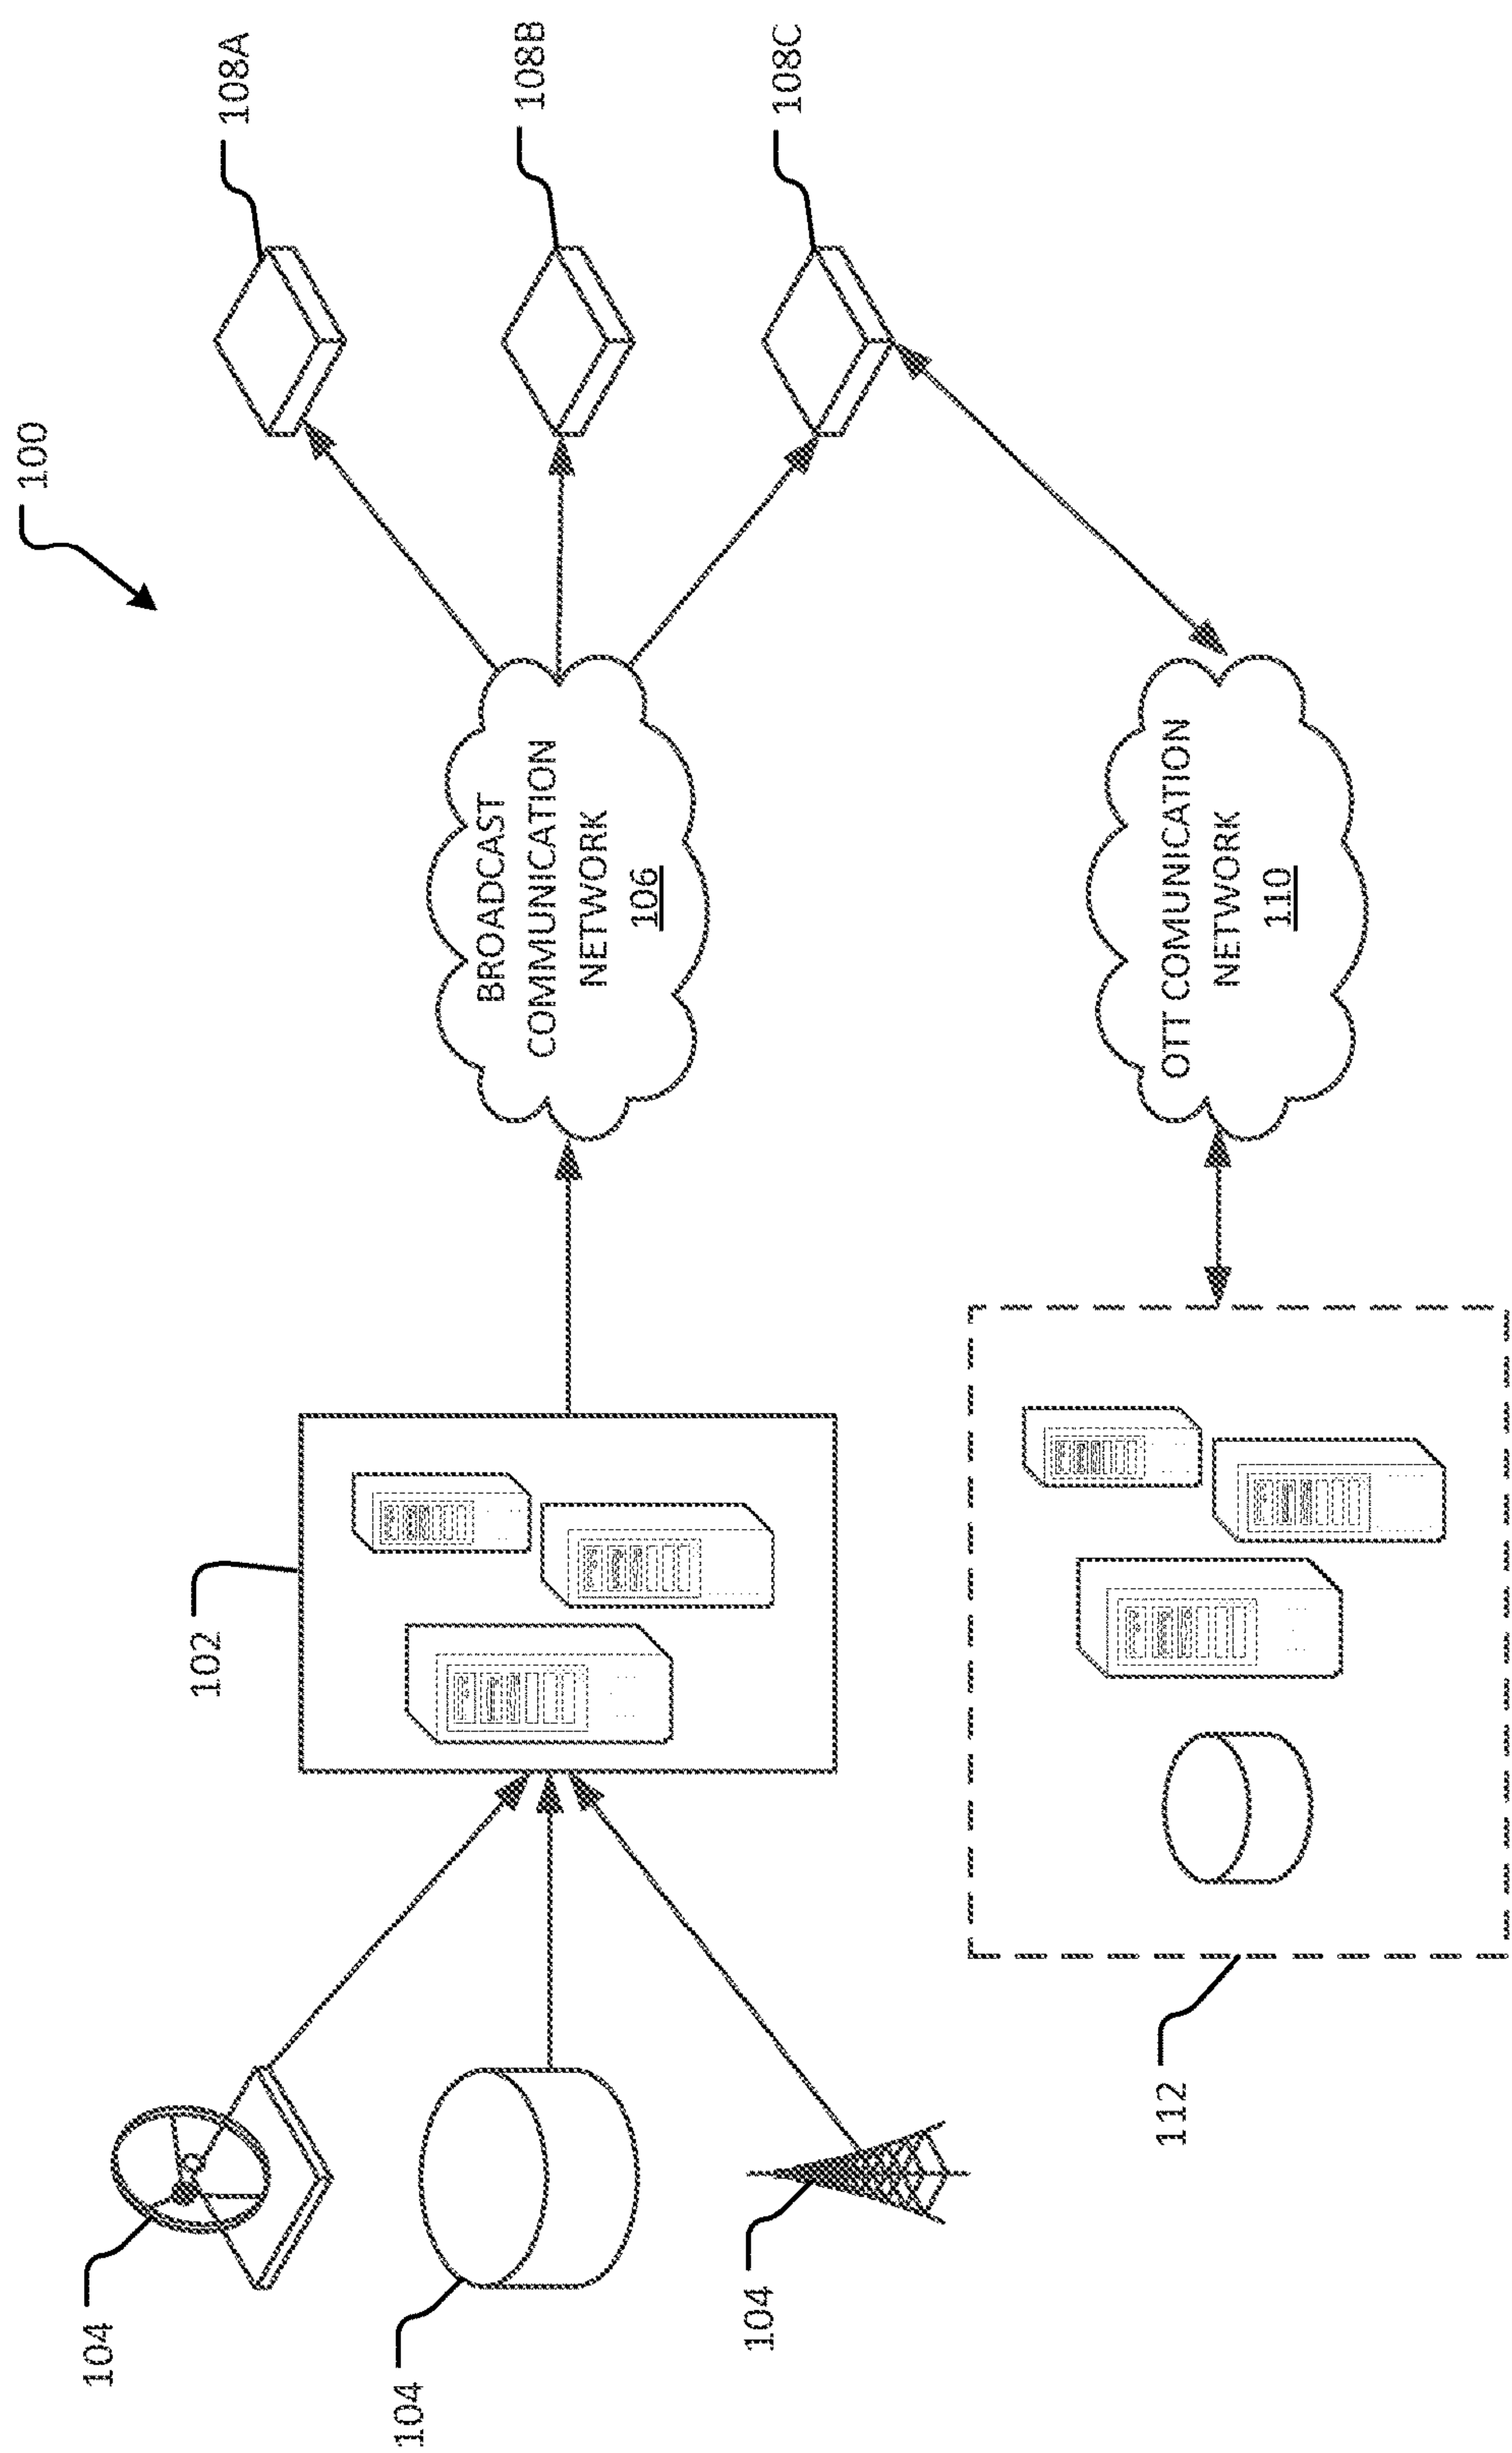 100
108A
108B
108C
102
104
104
104
BROADCAST
COMMUNICATION
NETWORK
106
OTT COMUNICATION
NETWORK
110
112